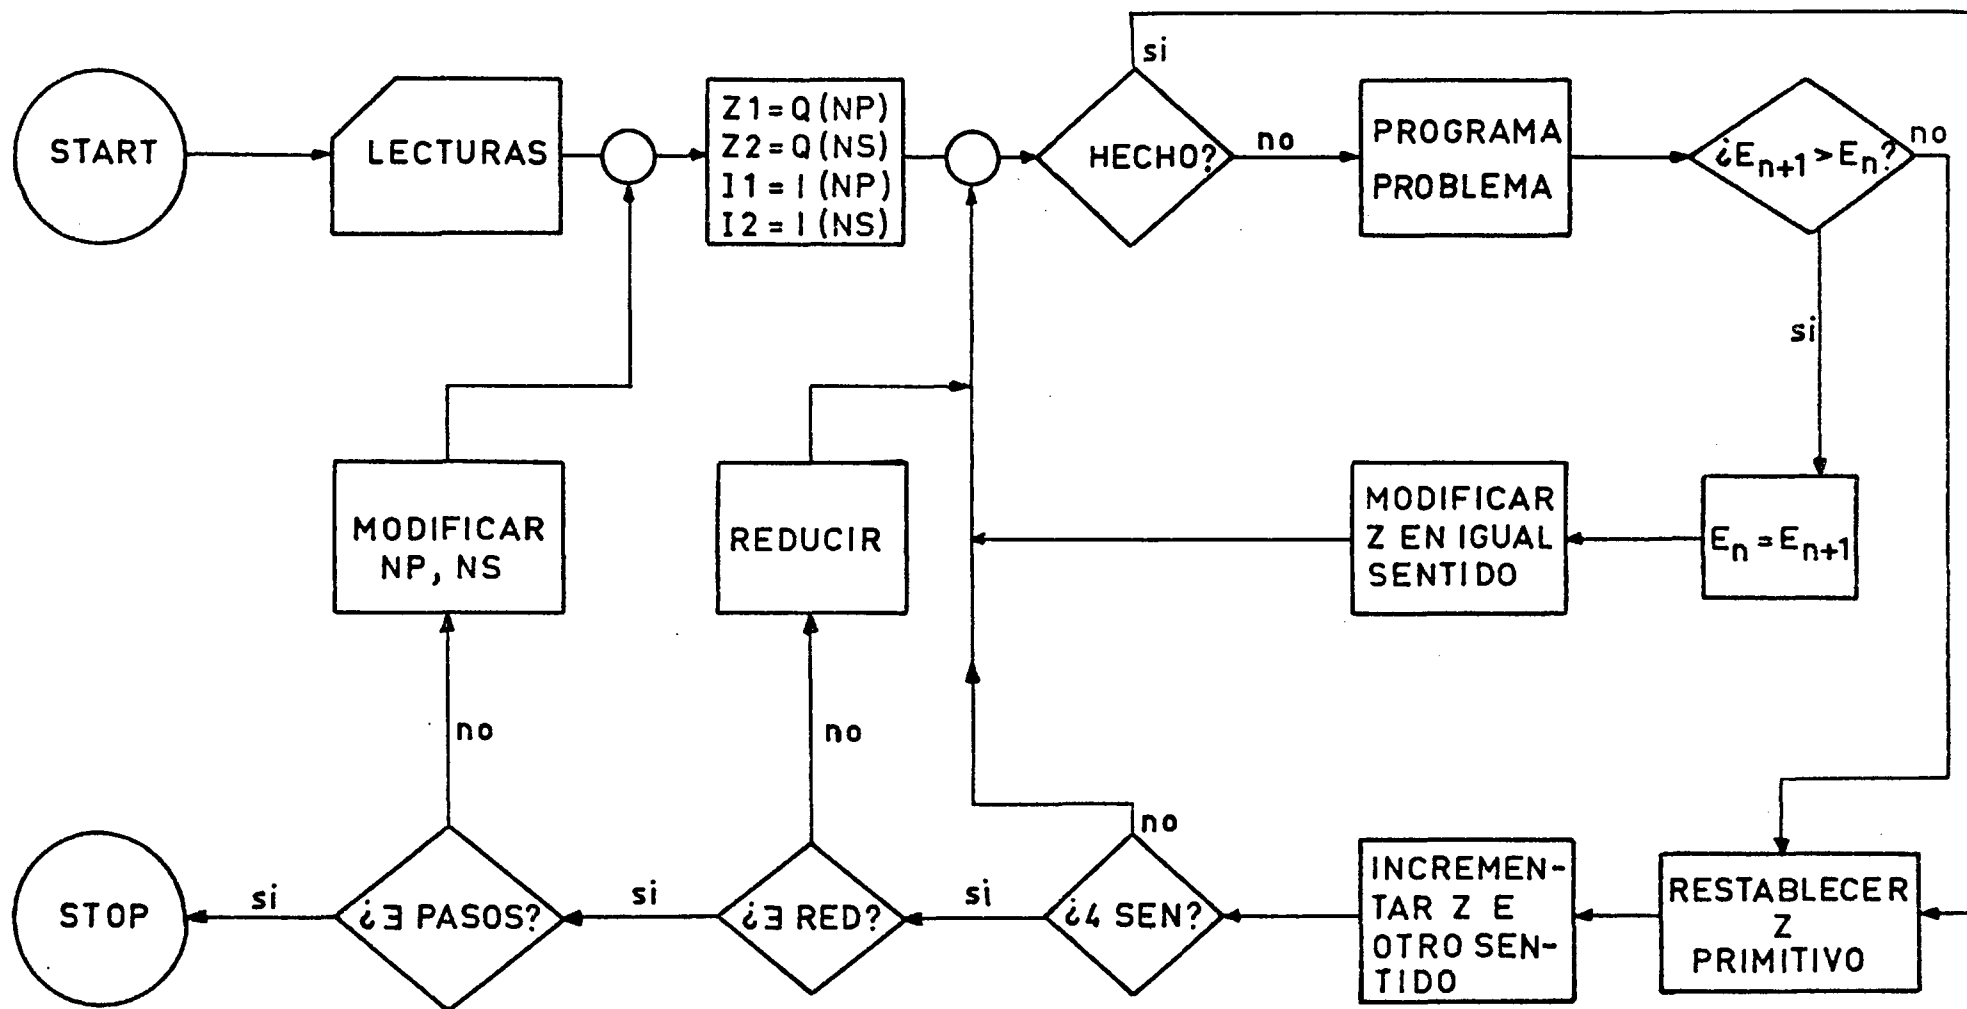 START
LECTURAS
Z1=Q(NP)
Z2=Q(NS)
I1=I(NP)
I2=I(NS)
si
HECHO?
no
PROGRAMA
PROBLEMA
¿En+1>En?
no
si
MODIFICAR
NP, NS
REDUCIR
MODIFICAR
Z EN IGUAL
SENTIDO
En=En+1
no
no
no
STOP
si
¿3 PASOS?
si
¿3 RED?
si
¿4 SEN?
INCREMEN-
TAR Z E
OTRO SEN-
TIDO
RESTABLECER
Z
PRIMITIVO